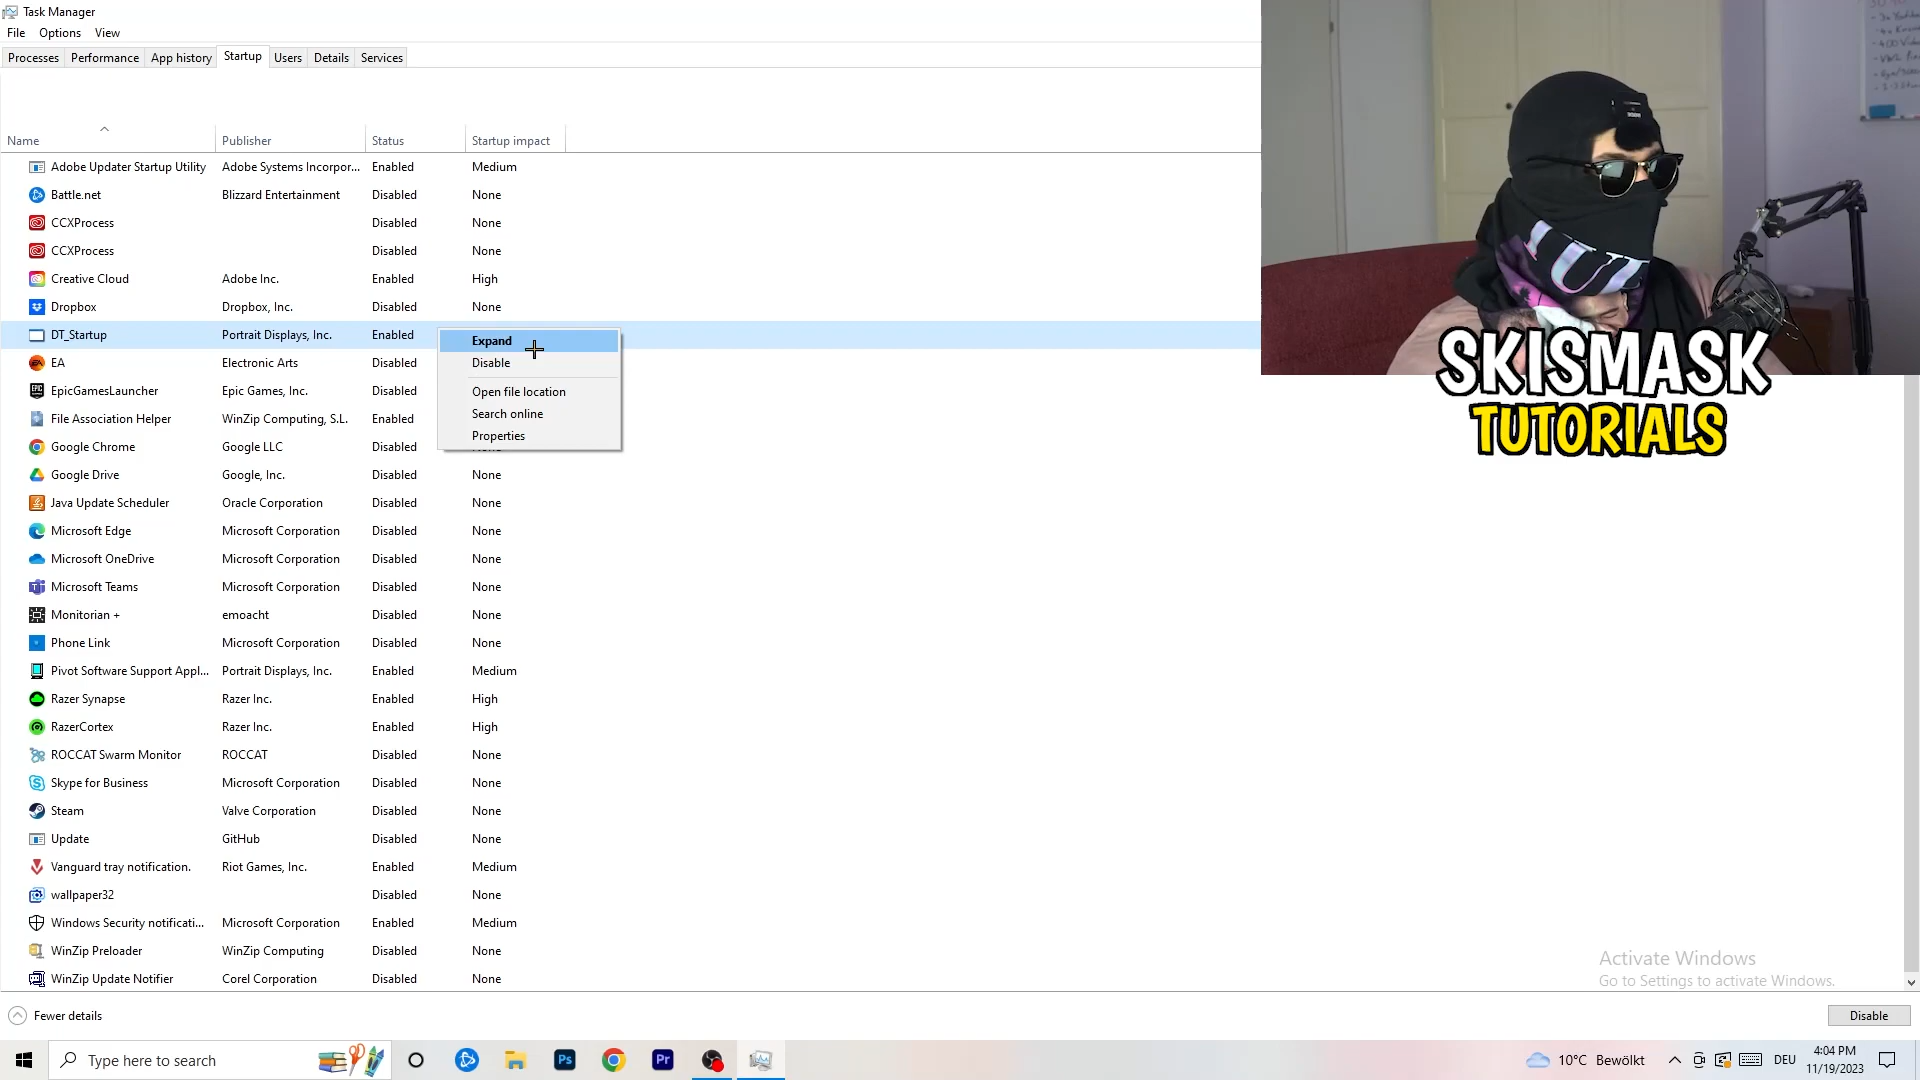 Task Manager
File Options View
Processes Performance App history Startup Users Details Services
Name Publisher Status Startup impact
Adobe Updater Startup Utility Adobe Systems Incorpor... Enabled Medium
Battle.net Blizzard Entertainment Disabled None
CCXProcess Disabled None
CCXProcess Disabled None
Creative Cloud Adobe Inc. Enabled High
Dropbox Dropbox, Inc. Disabled None
DT_Startup Portrait Displays, Inc. Enabled
EA Electronic Arts Disabled
EpicGamesLauncher Epic Games, Inc. Disabled
File Association Helper WinZip Computing, S.L. Enabled
Google Chrome Google LLC Disabled
Google Drive Google, Inc. Disabled None
Java Update Scheduler Oracle Corporation Disabled None
Microsoft Edge Microsoft Corporation Disabled None
Microsoft OneDrive Microsoft Corporation Disabled None
Microsoft Teams Microsoft Corporation Disabled None
Monitorian + emoacht Disabled None
Phone Link Microsoft Corporation Disabled None
Pivot Software Support Appl... Portrait Displays, Inc. Enabled Medium
Razer Synapse Razer Inc. Enabled High
RazerCortex Razer Inc. Enabled High
ROCCAT Swarm Monitor ROCCAT Disabled None
Skype for Business Microsoft Corporation Disabled None
Steam Valve Corporation Disabled None
Update GitHub Disabled None
Vanguard tray notification. Riot Games, Inc. Enabled Medium
wallpaper32 Disabled None
Windows Security notificati... Microsoft Corporation Enabled Medium
WinZip Preloader WinZip Computing Disabled None
WinZip Update Notifier Corel Corporation Disabled None
Expand
Disable
Open file location
Search online
Properties
SKISMASK
TUTORIALS
Activate Windows
Go to Settings to activate Windows.
Fewer details
Disable
Type here to search
Ps
Pr
10°C Bewölkt
DEU
4:04 PM
11/19/2023